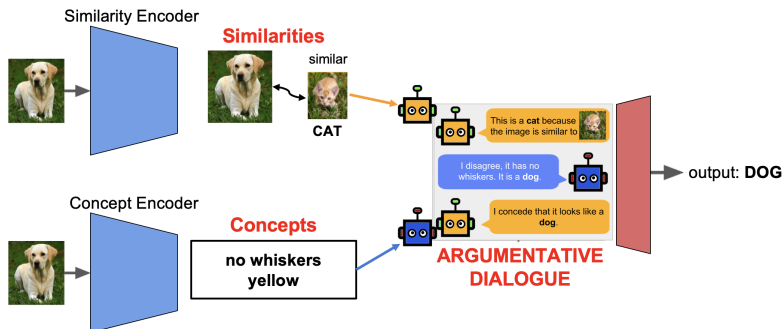 Similarity Encoder
Similarities
similar
CAT
This is a cat because
the image is similar to
I disagree, it has no
whiskers. It is a dog.
I concede that it looks like a
dog.
output: DOG
Concept Encoder
Concepts
no whiskers
yellow
ARGUMENTATIVE
DIALOGUE